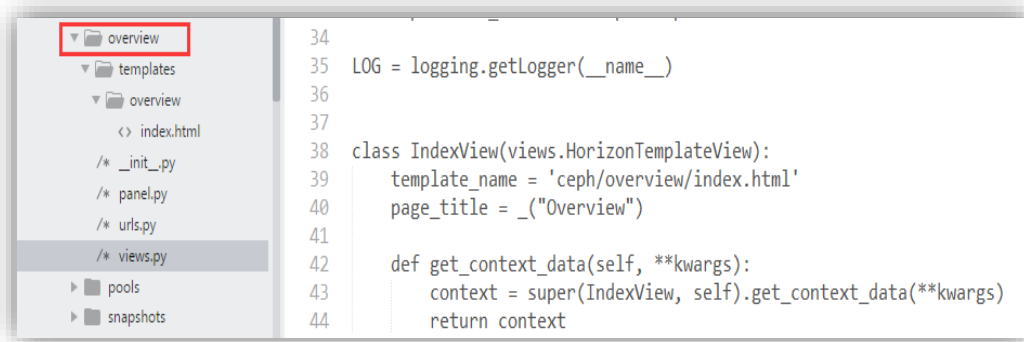 overview
templates
overview
<> index.html
/* __init__.py
/* panel.py
/* urls.py
/* views.py
pools
snapshots
34
35 LOG = logging.getLogger(__name__)
36
37
38 class IndexView(views.HorizonTemplateView):
39 template_name = 'ceph/overview/index.html'
40 page_title = _("Overview")
41
42 def get_context_data(self, **kwargs):
43 context = super(IndexView, self).get_context_data(**kwargs)
44 return context